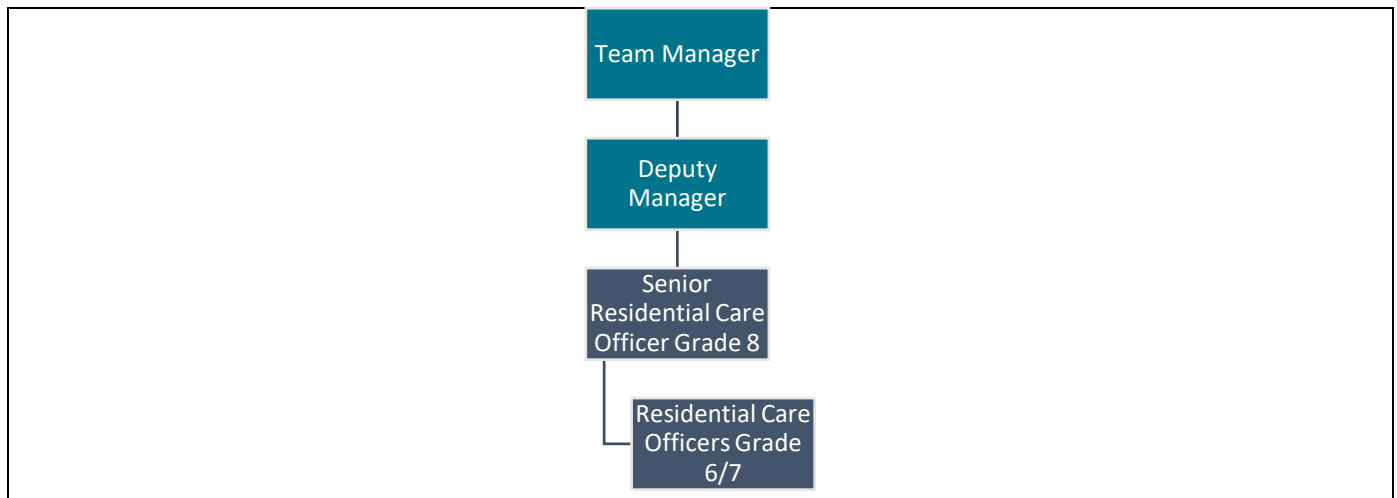 Team Manager
Deputy
Manager
Senior
Residential Care
Officer Grade 8
Residential Care
Officers Grade
6/7